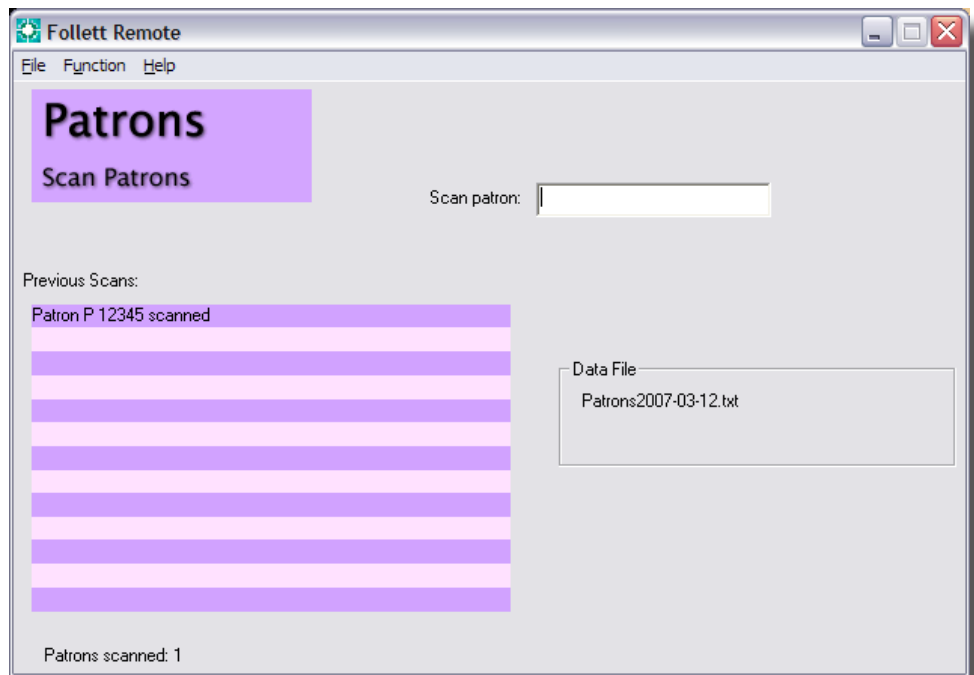 Follett Remote
File Function Help
Patrons
Scan Patrons
Scan patron:
Previous Scans:
Patron P 12345 scanned
Data File
Patrons2007-03-12.txt
Patrons scanned: 1